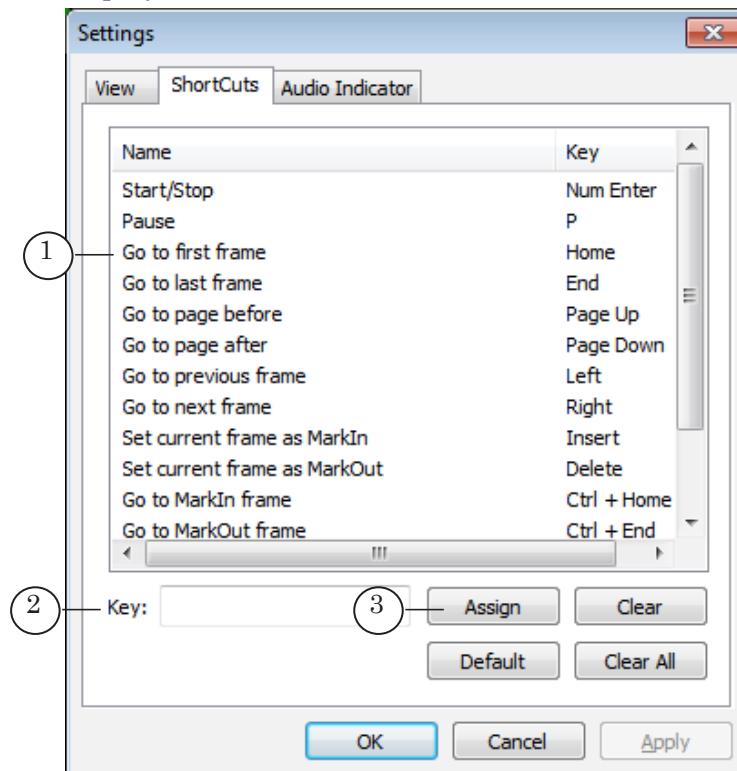 Settings
View ShortCuts Audio Indicator
Name Key
Start/Stop Num Enter
Pause P
1 Go to first frame Home
Go to last frame End
Go to page before Page Up
Go to page after Page Down
Go to previous frame Left
Go to next frame Right
Set current frame as MarkIn Insert
Set current frame as MarkOut Delete
Go to MarkIn frame Ctrl + Home
Go to MarkOut frame Ctrl + End
2 Key: 3 Assign Clear
Default Clear All
OK Cancel Apply